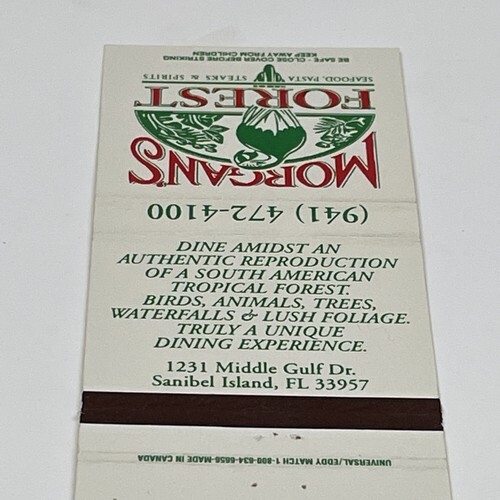 BE SAFE - CLOSE COVER BEFORE STRIKING
KEEP AWAY FROM CHILDREN
MORGAN'S
FOREST
SEAFOOD, PASTA STEAKS & SPIRITS
(941) 472-4100
DINE AMIDST AN
AUTHENTIC REPRODUCTION
OF A SOUTH AMERICAN
TROPICAL FOREST.
BIRDS, ANIMALS, TREES,
WATERFALLS & LUSH FOLIAGE.
TRULY A UNIQUE
DINING EXPERIENCE.
1231 Middle Gulf Dr.
Sanibel Island, FL 33957
UNIVERSAL/EDDY MATCH 1-800-634-6656-MADE IN CANADA